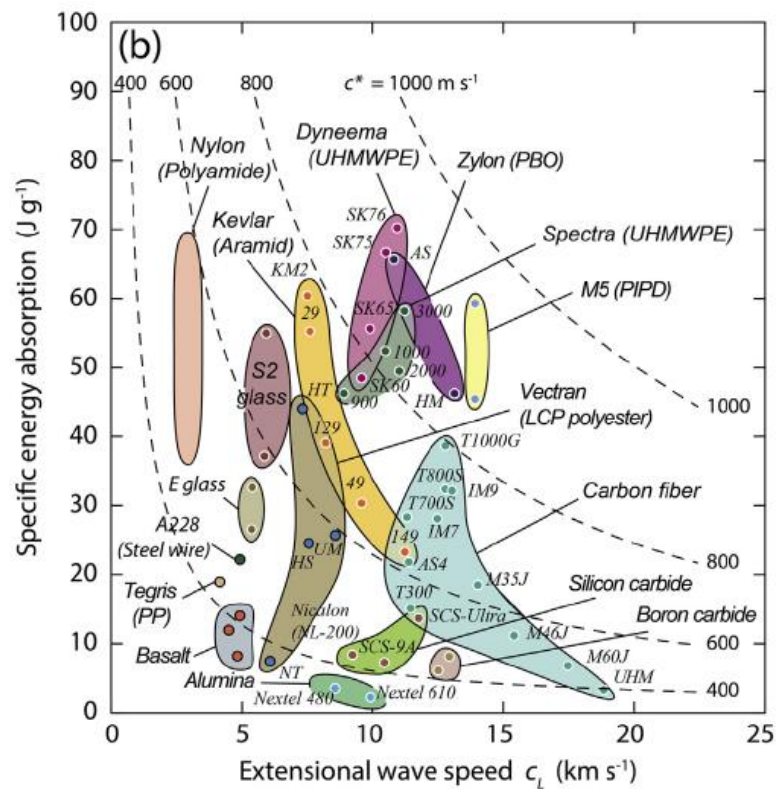 (b)
100
90
80
70
60
50
40
30
20
10
0
Specific energy absorption (J g⁻¹)
0
5
10
15
20
25
Extensional wave speed c_L (km s⁻¹)
400
600
800
c* = 1000 m s⁻¹
1000
800
600
400
Nylon
(Polyamide)
Kevlar
(Aramid)
Dyneema
(UHMWPE)
Zylon (PBO)
Spectra (UHMWPE)
M5 (PIPD)
SK76
SK75
AS
KM2
29
SK65
3000
1000
2000
SK60
900
HM
S2
glass
HT
129
Vectran
(LCP polyester)
T1000G
T800S
IM9
T700S
IM7
Carbon fiber
49
149
AS4
E glass
A228
(Steel wire)
Tegris
(PP)
Basalt
HS
UM
Nicalon
(NL-200)
NT
T300
SCS-Ultra
SCS-9A
M35J
Silicon carbide
M46J
Boron carbide
M60J
UHM
Alumina
Nextel 480
Nextel 610